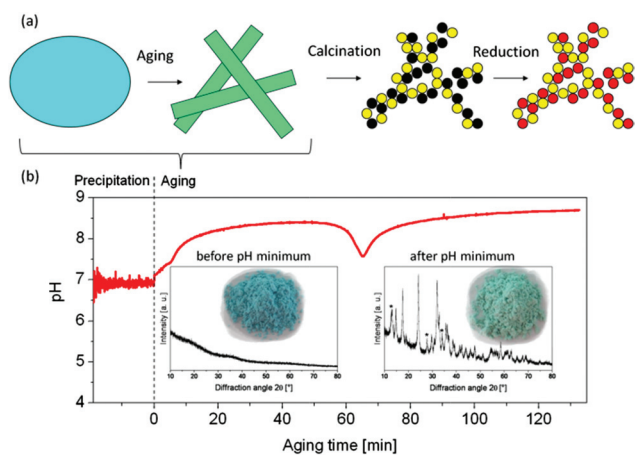 (a)
Aging
Calcination
Reduction
(b)
Precipitation
Aging
9
8
7
6
5
4
pH
before pH minimum
Intensity [a. u.]
10 20 30 40 50 60 70 80
Diffraction angle 2θ [°]
after pH minimum
Intensity [a. u.]
* * *
10 20 30 40 50 60 70 80
Diffraction angle 2θ [°]
0 20 40 60 80 100 120
Aging time [min]